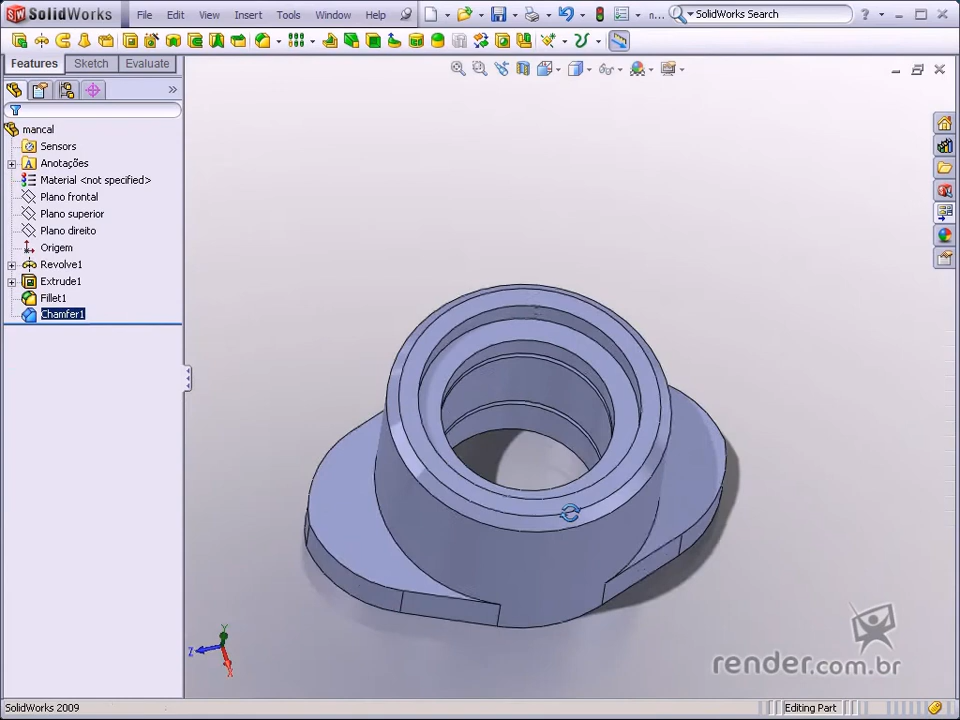 SolidWorks File Edit View Insert Tools Window Help n... SolidWorks Search
Features Sketch Evaluate
mancal
Sensors
Anotações
Material <not specified>
Plano frontal
Plano superior
Plano direito
Origem
Revolve1
Extrude1
Fillet1
Chamfer1
Y
Z
X
render.com.br
SolidWorks 2009 Editing Part